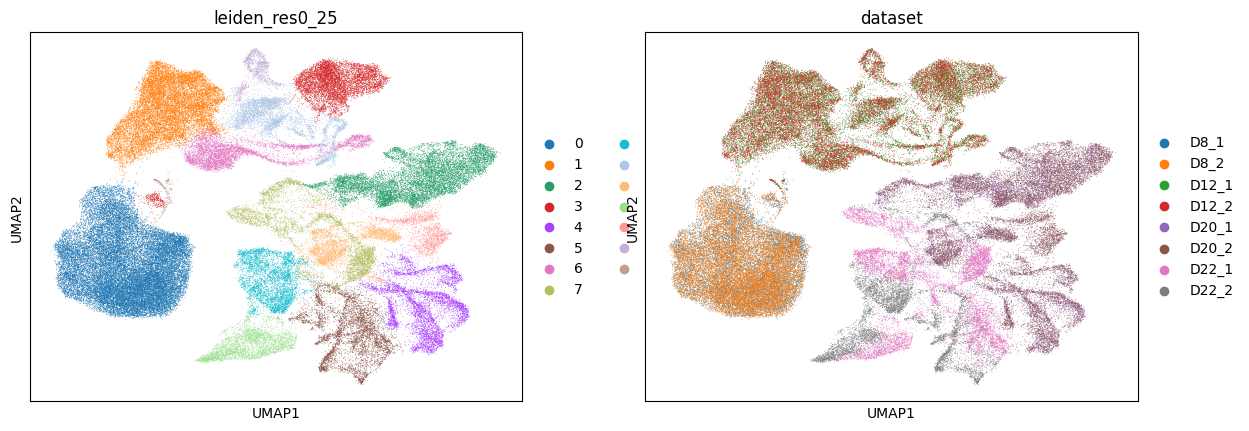 leiden_res0_25
UMAP2
UMAP1
0
1
2
3
4
5
6
7
dataset
UMAP2
UMAP1
D8_1
D8_2
D12_1
D12_2
D20_1
D20_2
D22_1
D22_2